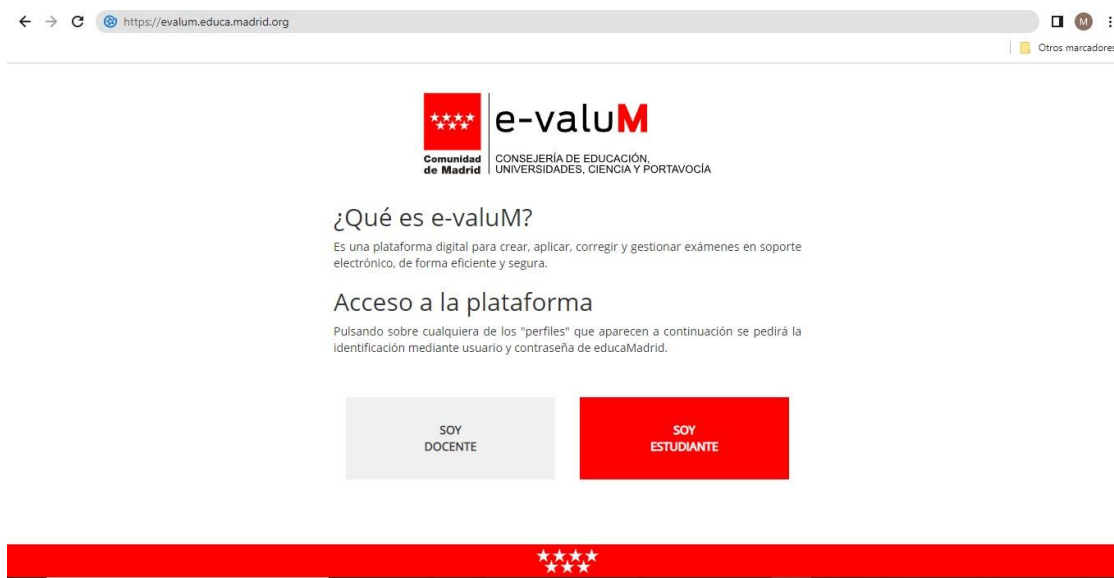 https://evalum.educa.madrid.org
M
Otros marcadores
e-valuM
Comunidad
de Madrid
CONSEJERÍA DE EDUCACIÓN,
UNIVERSIDADES, CIENCIA Y PORTAVOCÍA
¿Qué es e-valuM?
Es una plataforma digital para crear, aplicar, corregir y gestionar exámenes en soporte
electrónico, de forma eficiente y segura.
Acceso a la plataforma
Pulsando sobre cualquiera de los "perfiles" que aparecen a continuación se pedirá la
identificación mediante usuario y contraseña de educaMadrid.
SOY
DOCENTE
SOY
ESTUDIANTE